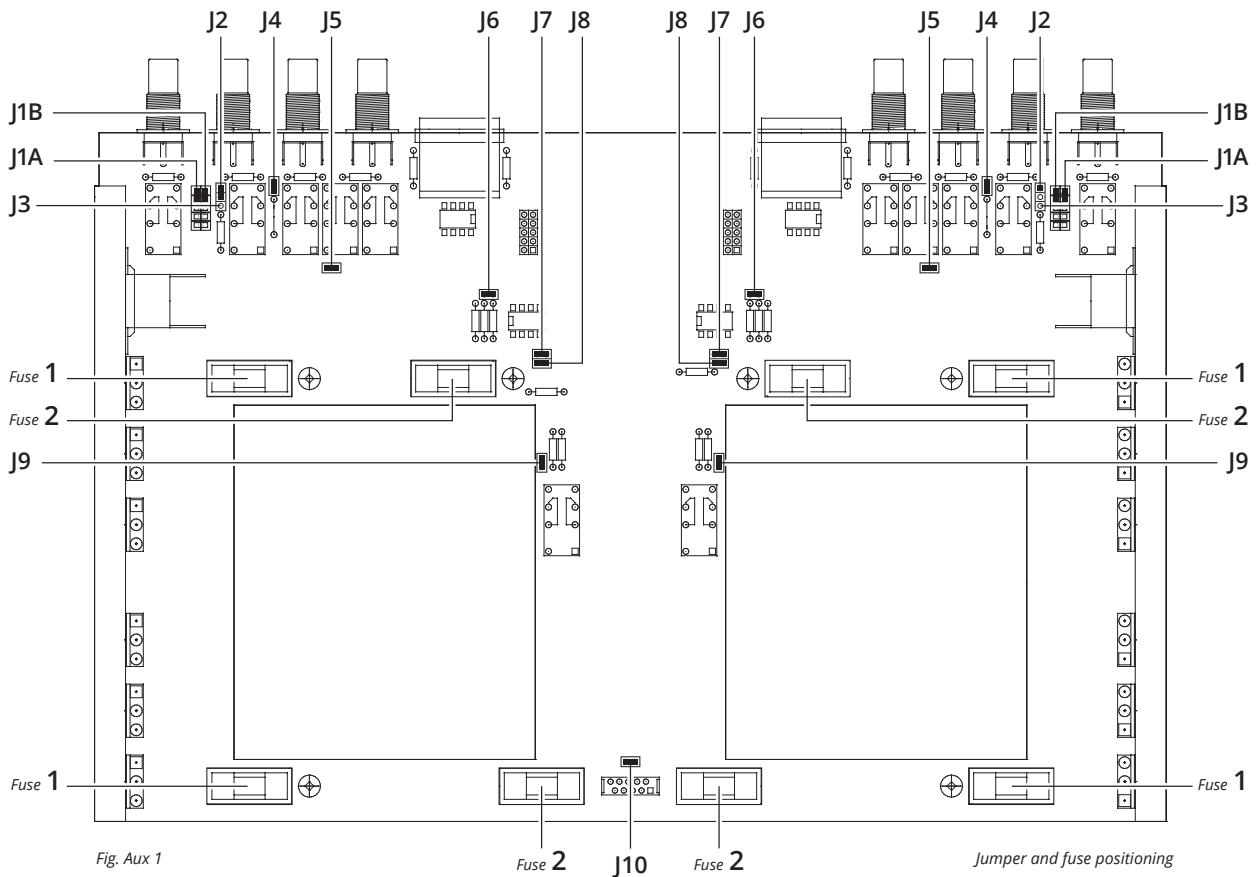 J2 J4 J5 J6 J7 J8 J8 J7 J6 J5 J4 J2
J1B J1B
J1A J1A
J3 J3
Fuse 1 Fuse 1
Fuse 2 Fuse 2
J9 J9
Fuse 1 Fuse 1
Fig. Aux 1 Fuse 2 J10 Fuse 2 Jumper and fuse positioning